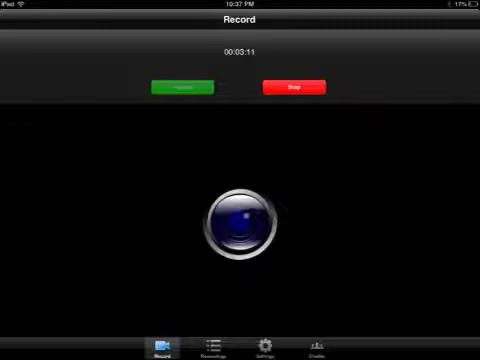 iPad 10:37 PM 17%
Record
00:03:11
Stop
Record Recordings Settings Credits